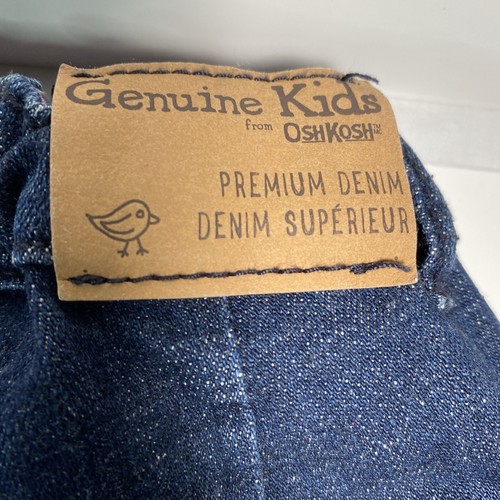 Genuine Kids
from OSHKOSH
PREMIUM DENIM
DENIM SUPÉRIEUR